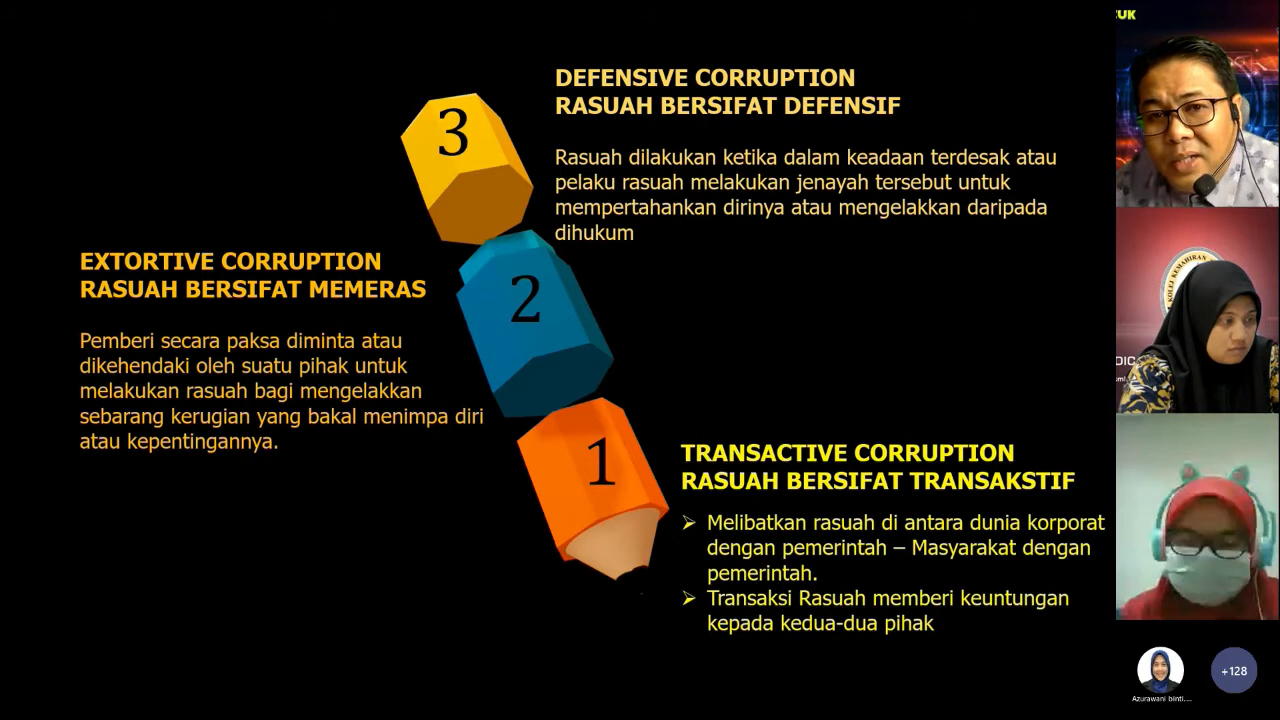 3
DEFENSIVE CORRUPTION
RASUAH BERSIFAT DEFENSIF
Rasuah dilakukan ketika dalam keadaan terdesak atau
pelaku rasuah melakukan jenayah tersebut untuk
mempertahankan dirinya atau mengelakkan daripada
dihukum
2
EXTORTIVE CORRUPTION
RASUAH BERSIFAT MEMERAS
Pemberi secara paksa diminta atau
dikehendaki oleh suatu pihak untuk
melakukan rasuah bagi mengelakkan
sebarang kerugian yang bakal menimpa diri
atau kepentingannya.
1
TRANSACTIVE CORRUPTION
RASUAH BERSIFAT TRANSAKSTIF
➢ Melibatkan rasuah di antara dunia korporat
dengan pemerintah – Masyarakat dengan
pemerintah.
➢ Transaksi Rasuah memberi keuntungan
kepada kedua-dua pihak
KOLEJ KEMAHIRAN
Azurawani binti....
+128